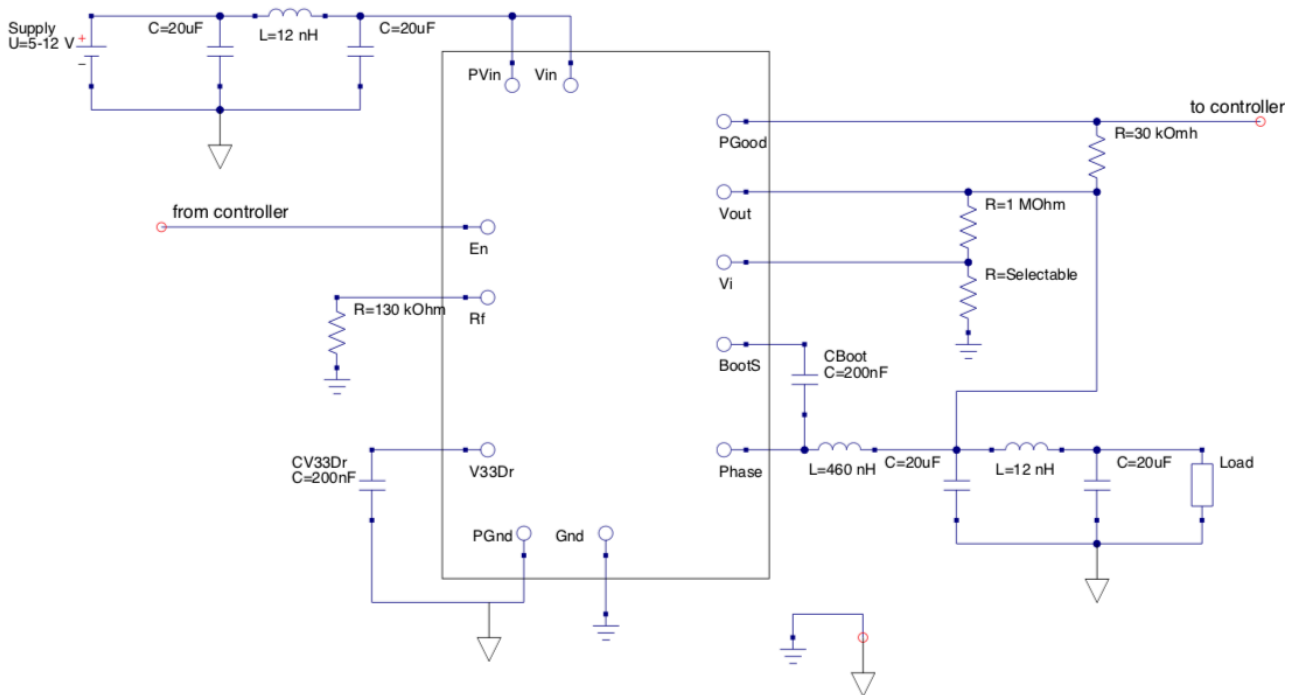 Supply
U=5-12 V
+
–
C=20uF
L=12 nH
C=20uF
PVin
Vin
to controller
PGood
R=30 kOmh
from controller
En
Vout
R=1 MOhm
Vi
R=Selectable
R=130 kOhm
Rf
BootS
CBoot
C=200nF
CV33Dr
C=200nF
V33Dr
Phase
L=460 nH
C=20uF
L=12 nH
C=20uF
Load
PGnd
Gnd